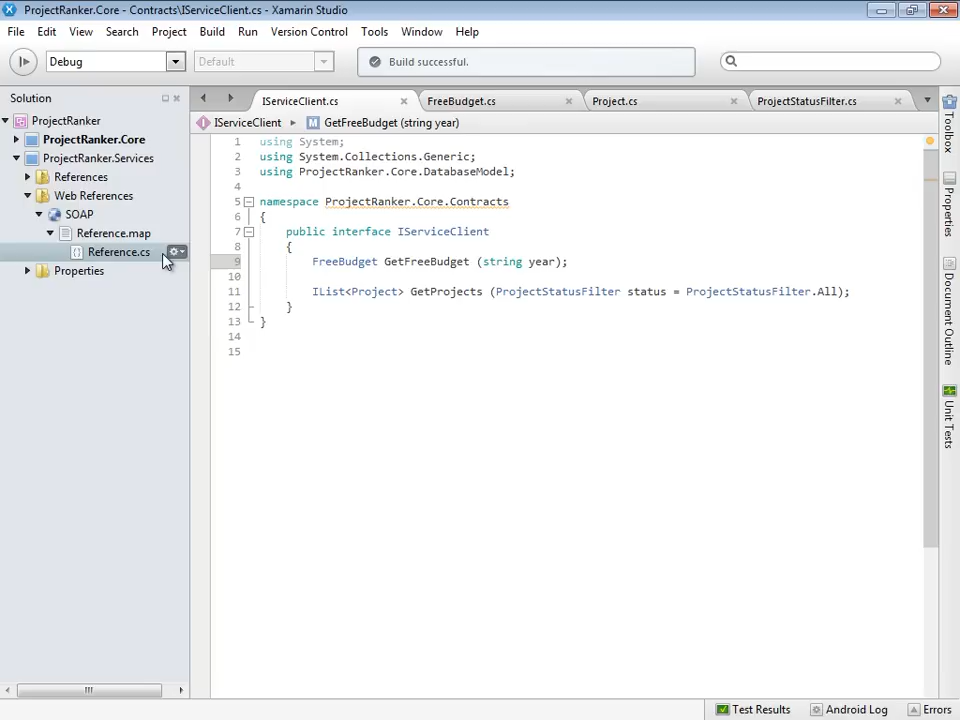 ProjectRanker.Core - Contracts\IServiceClient.cs - Xamarin Studio
File Edit View Search Project Build Run Version Control Tools Window Help
Debug Default Build successful.
Solution
IServiceClient.cs FreeBudget.cs Project.cs ProjectStatusFilter.cs
IServiceClient GetFreeBudget (string year)
ProjectRanker
ProjectRanker.Core
ProjectRanker.Services
References
Web References
SOAP
Reference.map
Reference.cs
Properties
1 using System;
2 using System.Collections.Generic;
3 using ProjectRanker.Core.DatabaseModel;
4
5 namespace ProjectRanker.Core.Contracts
6 {
7 public interface IServiceClient
8 {
9 FreeBudget GetFreeBudget (string year);
10
11 IList<Project> GetProjects (ProjectStatusFilter status = ProjectStatusFilter.All);
12 }
13 }
14
15
Toolbox
Properties
Document Outline
Unit Tests
Test Results Android Log Errors